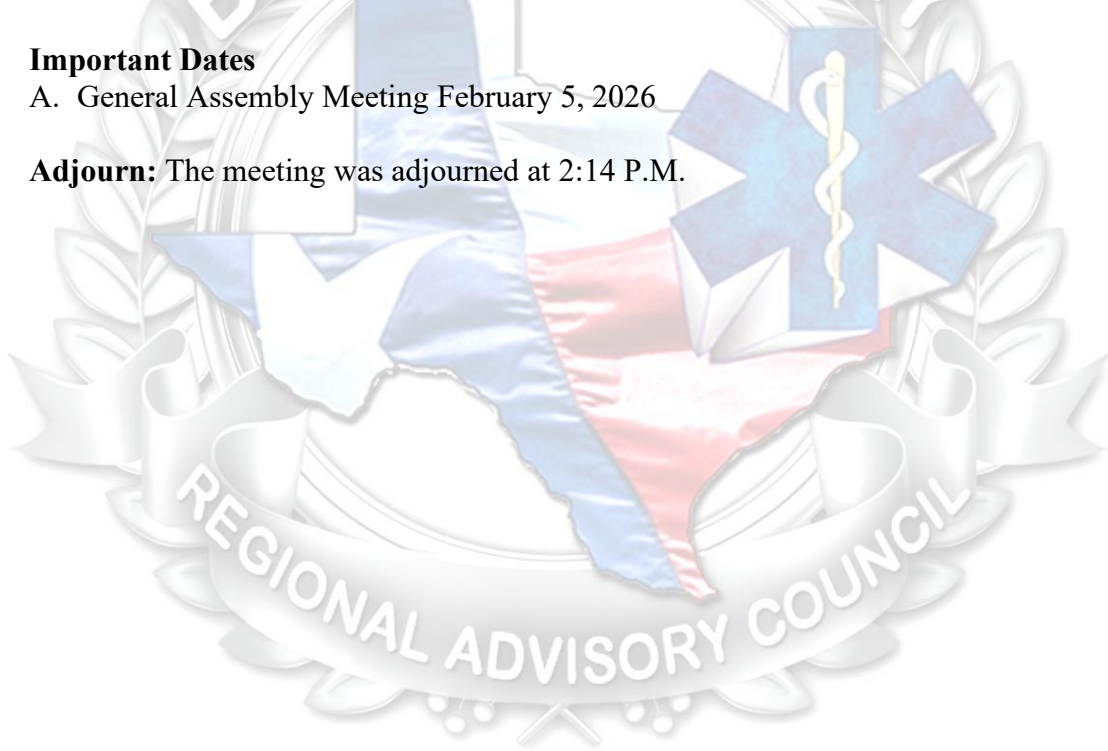 Important Dates
A. General Assembly Meeting February 5, 2026
Adjourn: The meeting was adjourned at 2:14 P.M.
REGIONAL ADVISORY COUNCIL